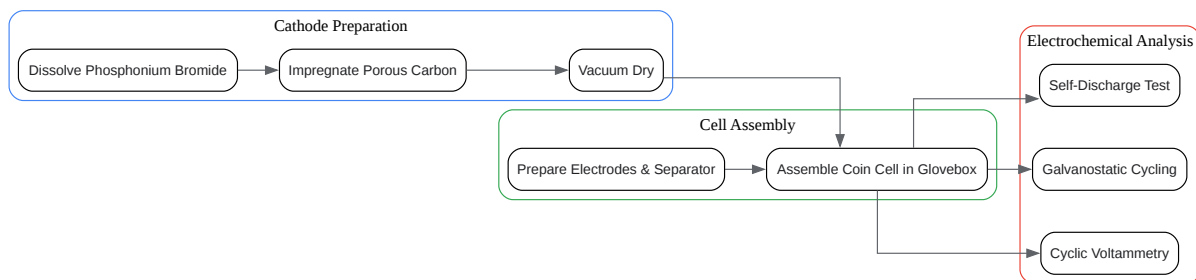 Cathode Preparation
Dissolve Phosphonium Bromide
Impregnate Porous Carbon
Vacuum Dry
Cell Assembly
Prepare Electrodes & Separator
Assemble Coin Cell in Glovebox
Electrochemical Analysis
Self-Discharge Test
Galvanostatic Cycling
Cyclic Voltammetry